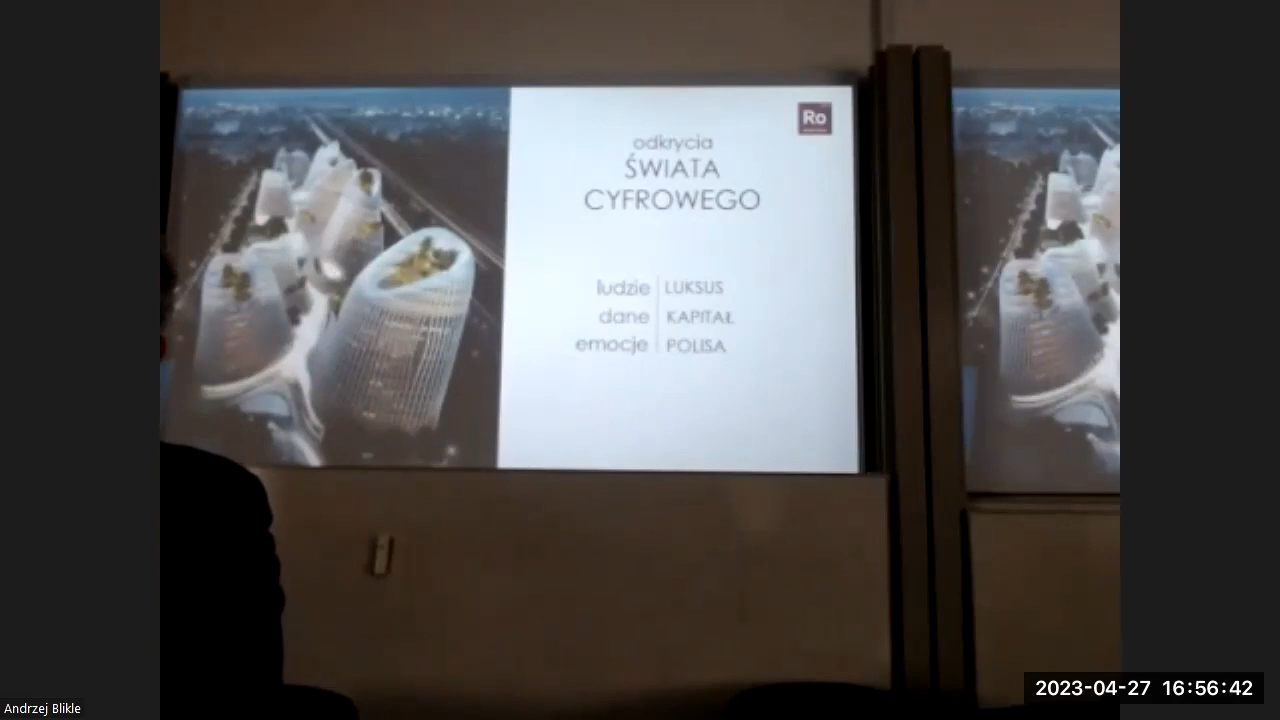 Ro
odkrycia
ŚWIATA
CYFROWEGO
ludzie LUKSUS
dane KAPITAŁ
emocje POLISA
Andrzej Blikle
2023-04-27 16:56:42